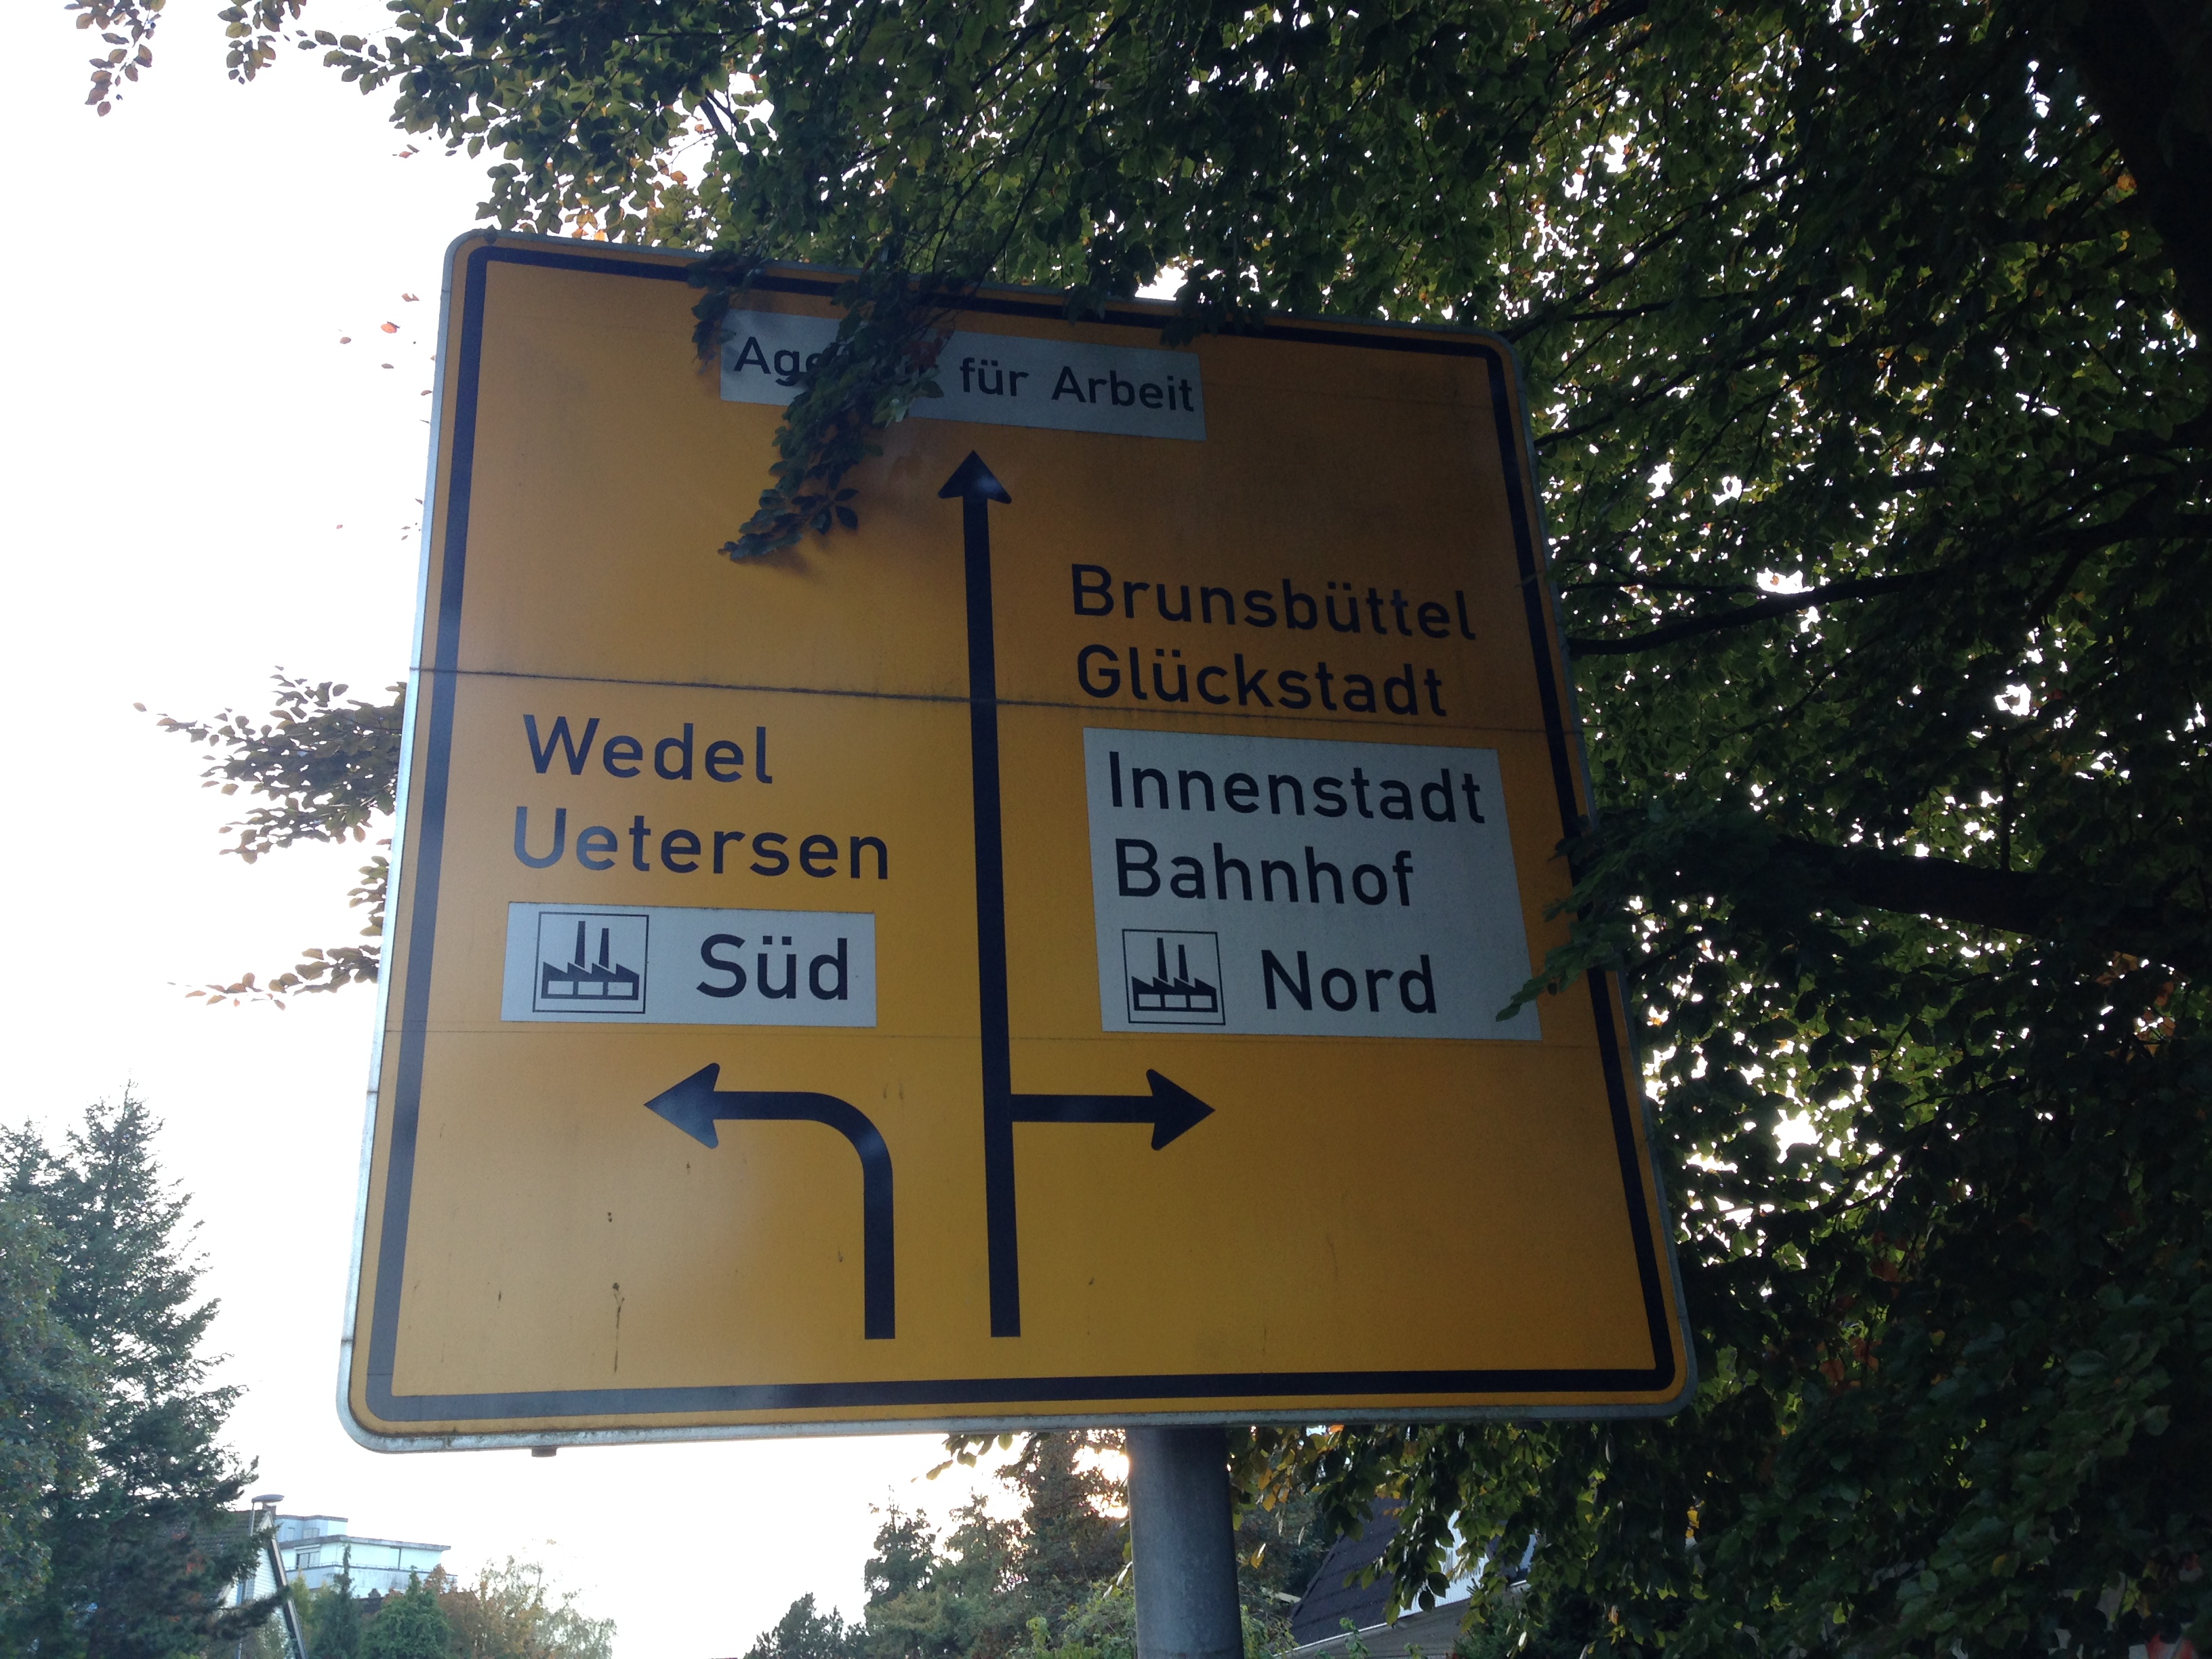 für Arbeit
Brunsbüttel
Glückstadt
Wedel
Uetersen
Süd
Innenstadt
Bahnhof
Nord